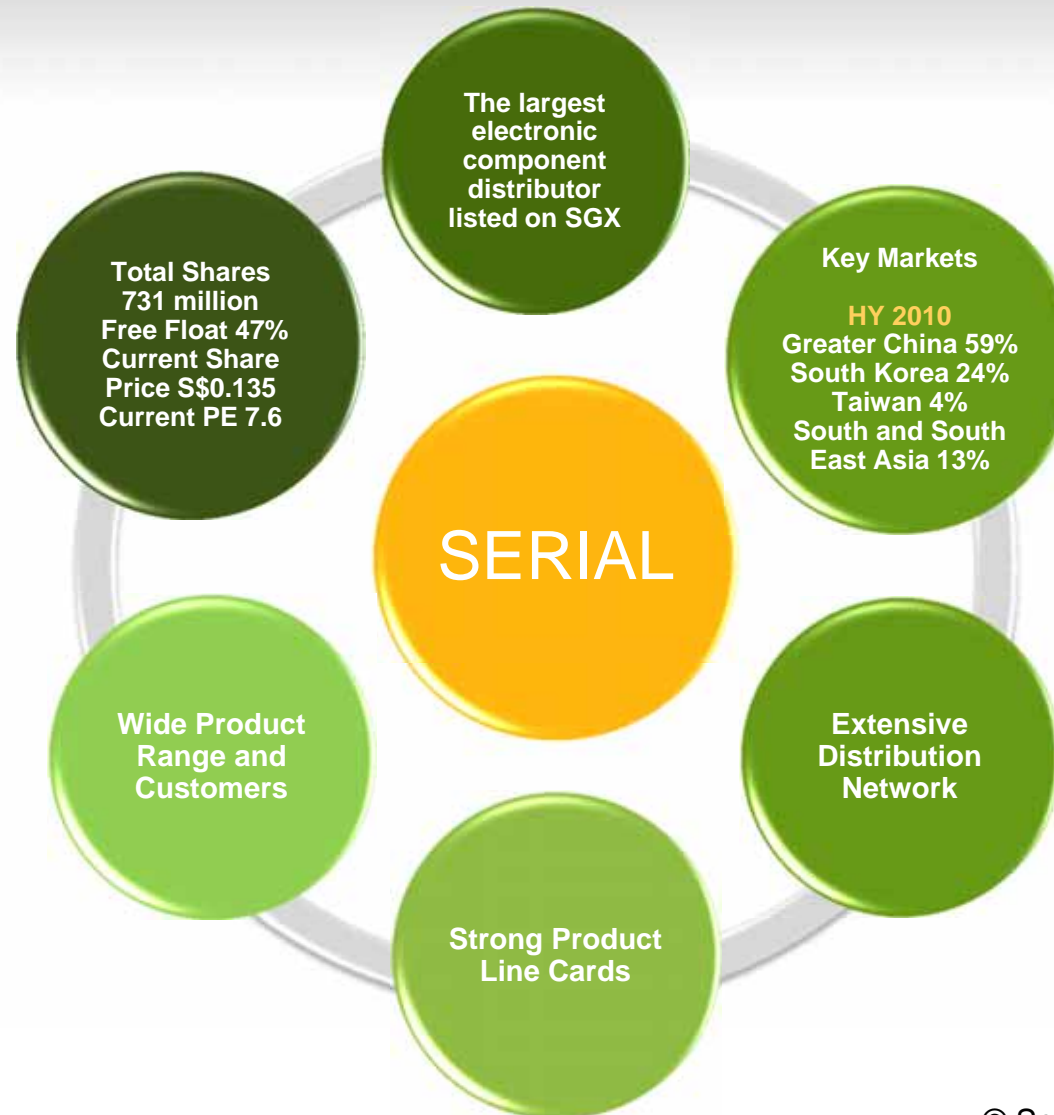 The largest
electronic
component
distributor
listed on SGX
Key Markets
HY 2010
Greater China 59%
South Korea 24%
Taiwan 4%
South and South
East Asia 13%
Extensive
Distribution
Network
Strong Product
Line Cards
Wide Product
Range and
Customers
Total Shares
731 million
Free Float 47%
Current Share
Price S$0.135
Current PE 7.6
SERIAL
©